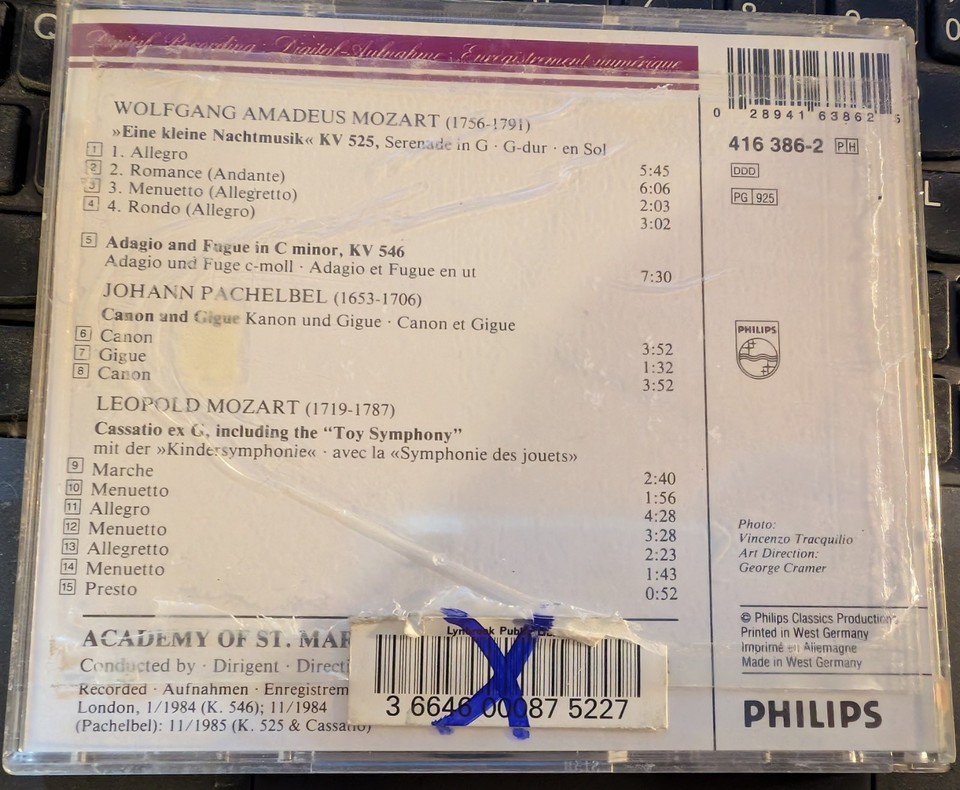 Digital Recording · Digital-Aufnahme · Enregistrement numérique
WOLFGANG AMADEUS MOZART (1756-1791)
»Eine kleine Nachtmusik« KV 525, Serenade in G · G-dur · en Sol
1 1. Allegro 5:45
2 2. Romance (Andante) 6:06
3 3. Menuetto (Allegretto) 2:03
4 4. Rondo (Allegro) 3:02
5 Adagio and Fugue in C minor, KV 546
Adagio und Fuge c-moll · Adagio et Fugue en ut 7:30
JOHANN PACHELBEL (1653-1706)
Canon and Gigue Kanon und Gigue · Canon et Gigue
6 Canon 3:52
7 Gigue 1:32
8 Canon 3:52
LEOPOLD MOZART (1719-1787)
Cassatio ex G, including the “Toy Symphony”
mit der »Kindersymphonie« · avec la «Symphonie des jouets»
9 Marche 2:40
10 Menuetto 1:56
11 Allegro 4:28
12 Menuetto 3:28
13 Allegretto 2:23
14 Menuetto 1:43
15 Presto 0:52
ACADEMY OF ST. MAR
Conducted by · Dirigent · Directi
Recorded · Aufnahmen · Enregistrem
London, 1/1984 (K. 546); 11/1984
(Pachelbel): 11/1985 (K. 525 & Cassatio)
Lynbrook Public
3 6646 00087 5227
0 28941 63862 5
416 386-2 PH
DDD
PG 925
PHILIPS
Photo:
Vincenzo Tracquilio
Art Direction:
George Cramer
© Philips Classics Productions
Printed in West Germany
Imprimé en Allemagne
Made in West Germany
PHILIPS